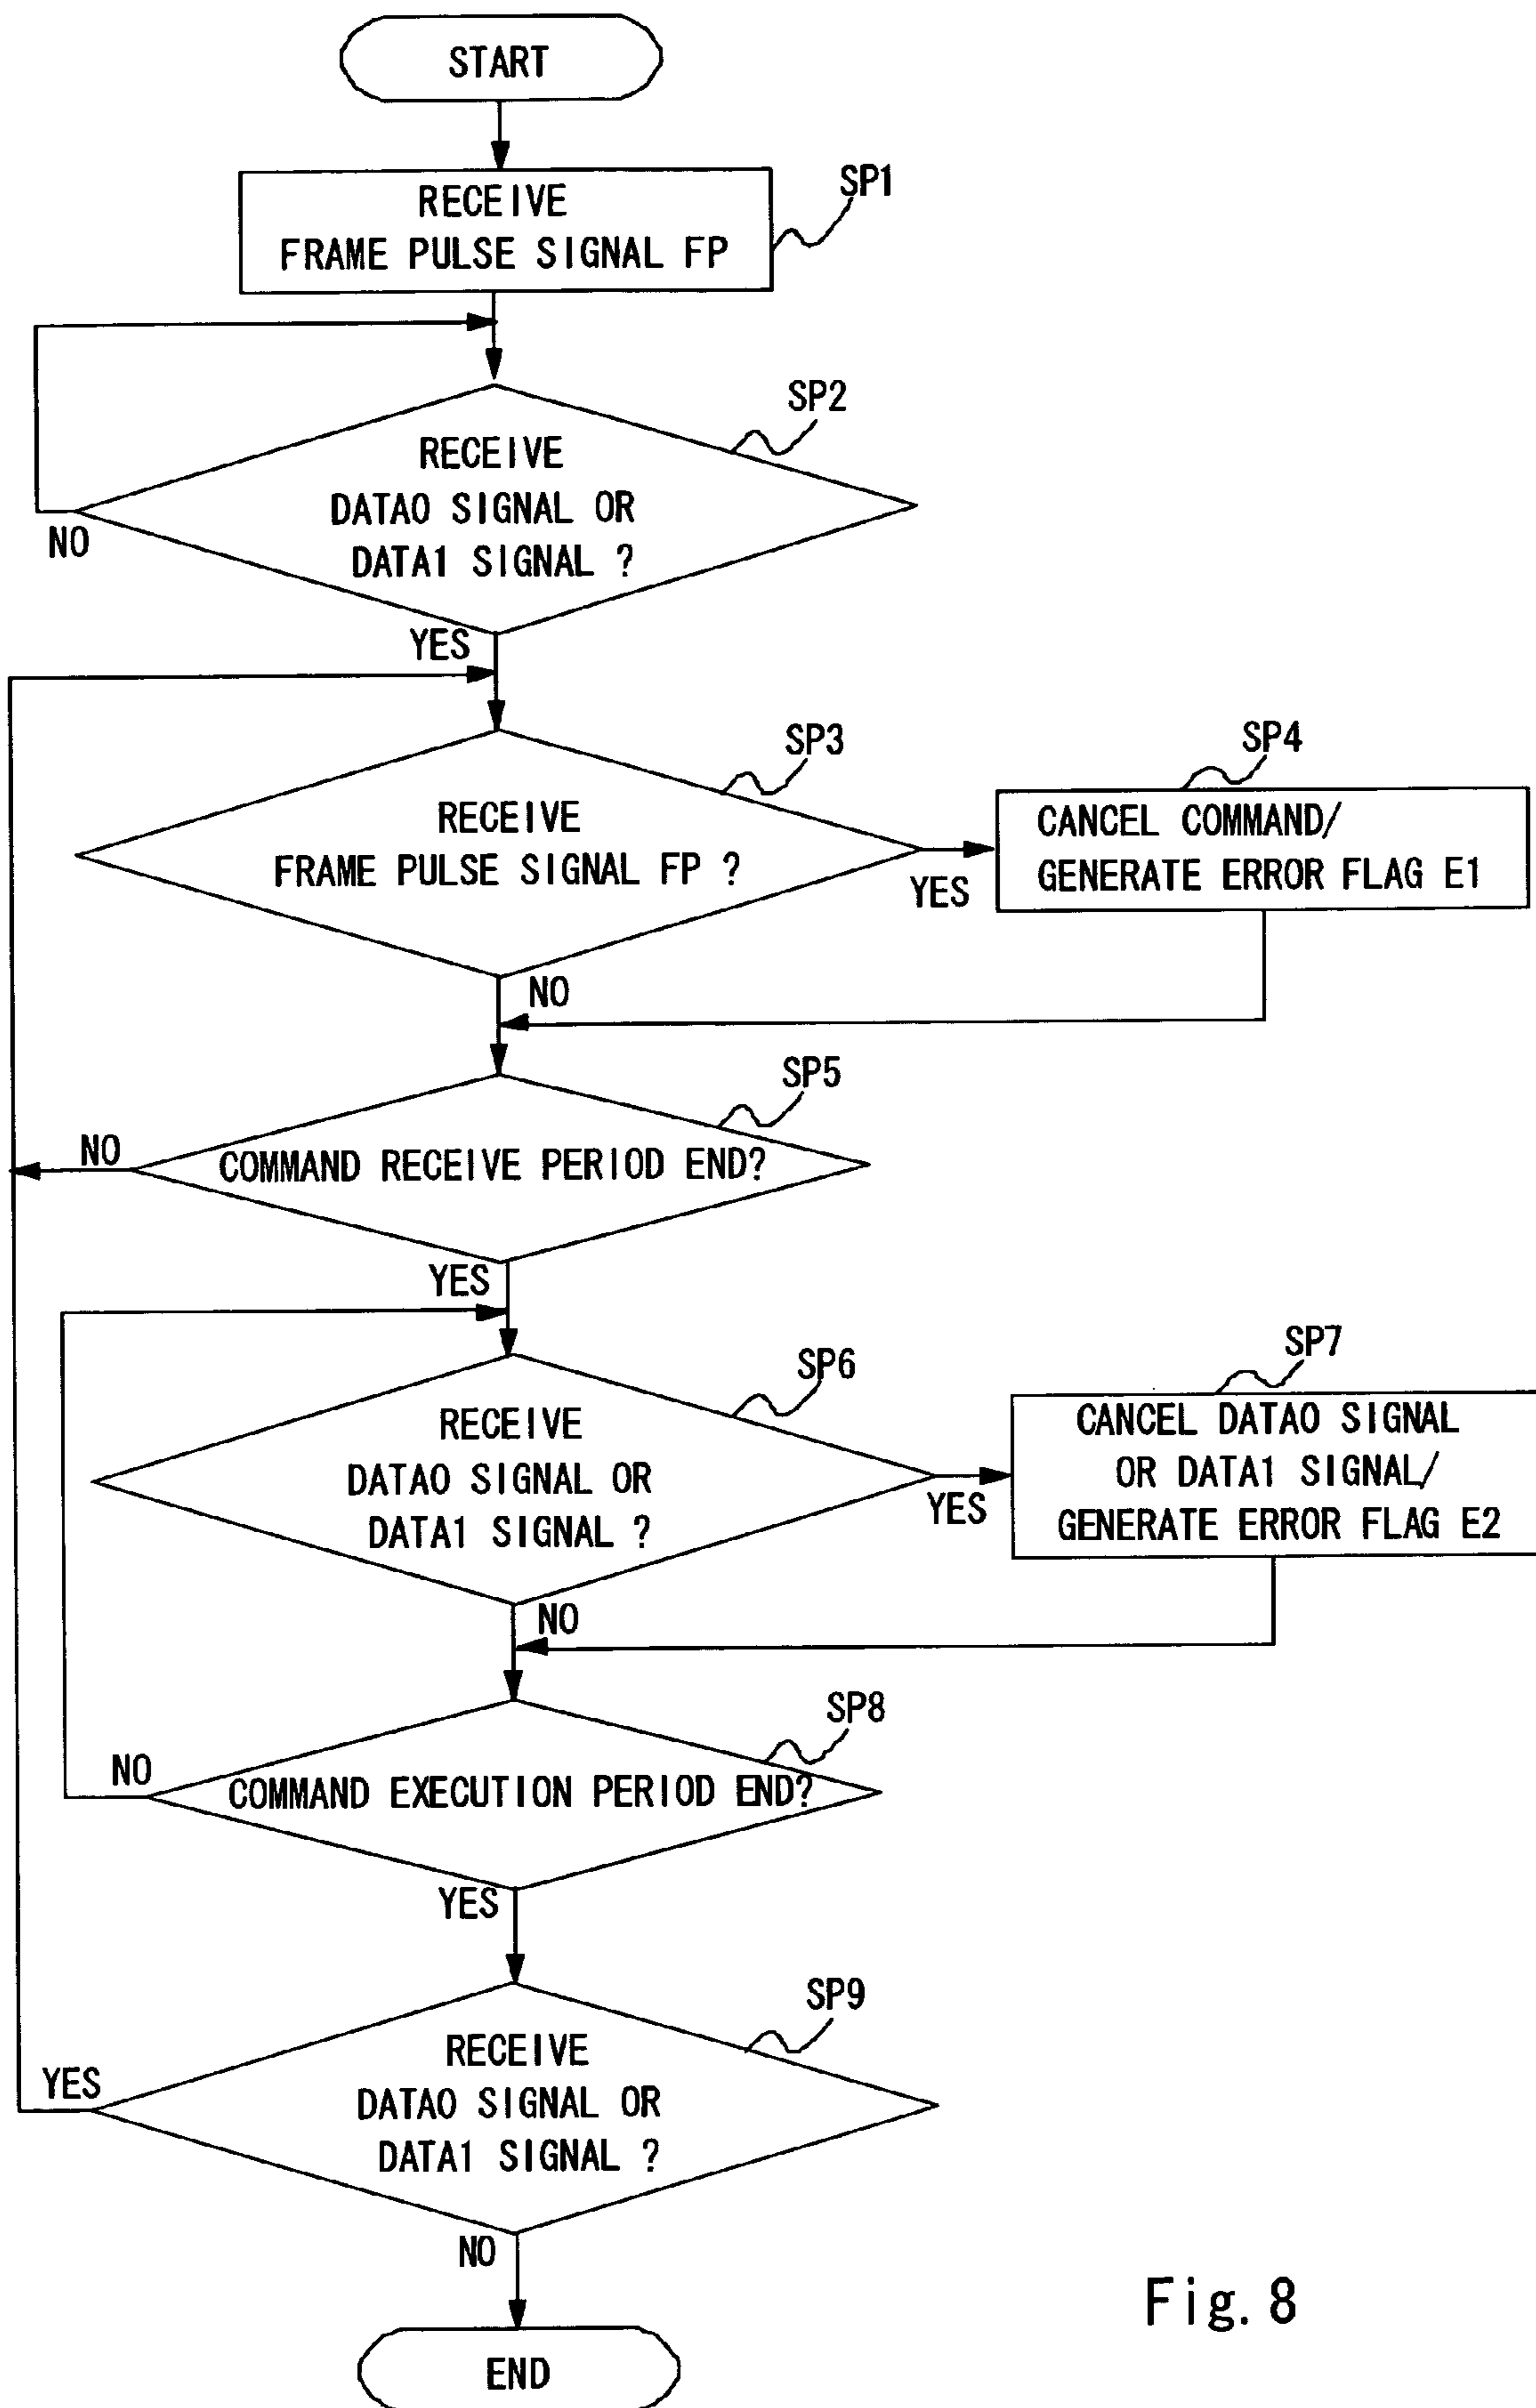 START
SP1
RECEIVE
FRAME PULSE SIGNAL FP
SP2
RECEIVE
DATA0 SIGNAL OR
DATA1 SIGNAL ?
NO
YES
SP3
RECEIVE
FRAME PULSE SIGNAL FP ?
YES
SP4
CANCEL COMMAND/
GENERATE ERROR FLAG E1
NO
SP5
NO
COMMAND RECEIVE PERIOD END?
YES
SP6
RECEIVE
DATA0 SIGNAL OR
DATA1 SIGNAL ?
YES
SP7
CANCEL DATA0 SIGNAL
OR DATA1 SIGNAL/
GENERATE ERROR FLAG E2
NO
SP8
NO
COMMAND EXECUTION PERIOD END?
YES
SP9
RECEIVE
DATA0 SIGNAL OR
DATA1 SIGNAL ?
YES
NO
END
Fig. 8